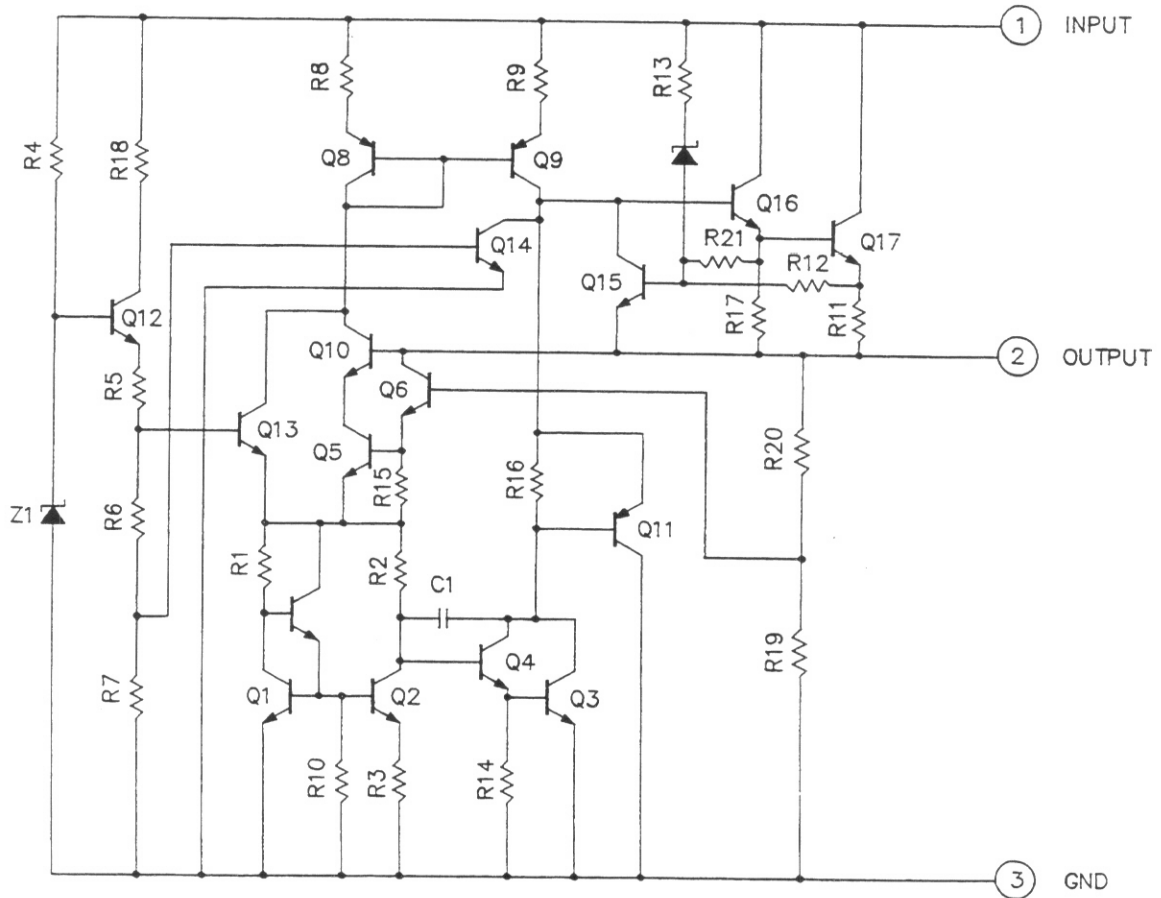 1 INPUT
R8
R9
R13
R4
R18
Q8
Q9
Q16
Q14
R21
Q17
R12
Q15
Q12
R17
R11
Q10
2 OUTPUT
R5
Q6
Q13
Q5
R20
R15
R16
Z1
R6
Q11
R1
R2
C1
Q4
R19
R7
Q1
Q2
Q3
R10
R3
R14
3 GND